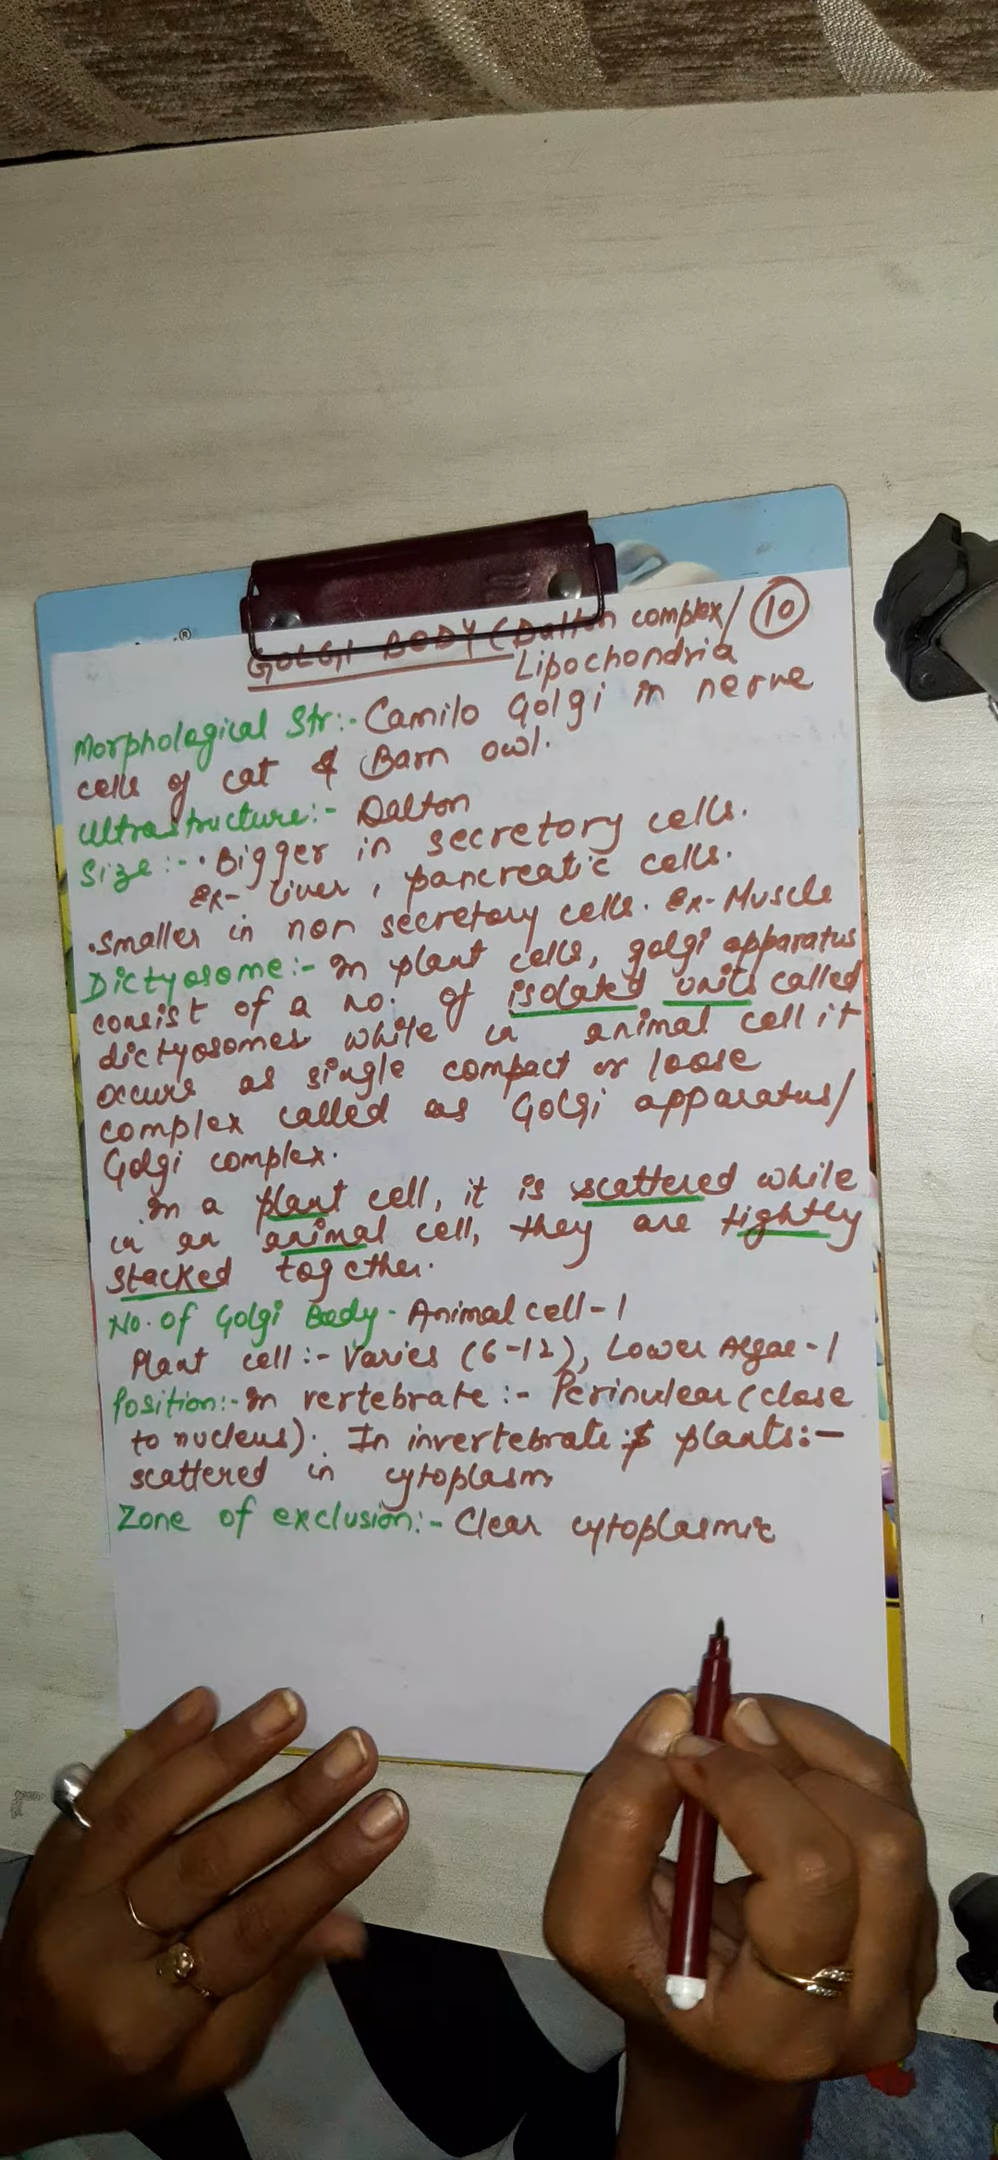 GOLGI BODY (Dalton complex/ 10
Lipochondria
Morphological Str:- Camilo Golgi in nerve
cells of cat & Barn owl.
Ultrastructure:- Dalton
Size:- • Bigger in secretory cells.
Ex- Liver, pancreatic cells.
• Smaller in non secretory cells. Ex- Muscle
Dictyosome:- In plant cells, golgi apparatus
consist of a no. of isolated units called
dictyosomes while in animal cell it
occurs as single compact or loose
complex called as Golgi apparatus/
Golgi complex.
In a plant cell, it is scattered while
in an animal cell, they are tightly
stacked together.
No. of Golgi Body - Animal cell - 1
Plant cell:- Varies (6-12), Lower Algae - 1
Position:- In vertebrate:- Perinulear (close
to nucleus). In invertebrate & plants:-
scattered in cytoplasm
Zone of exclusion:- Clear cytoplasmic
®